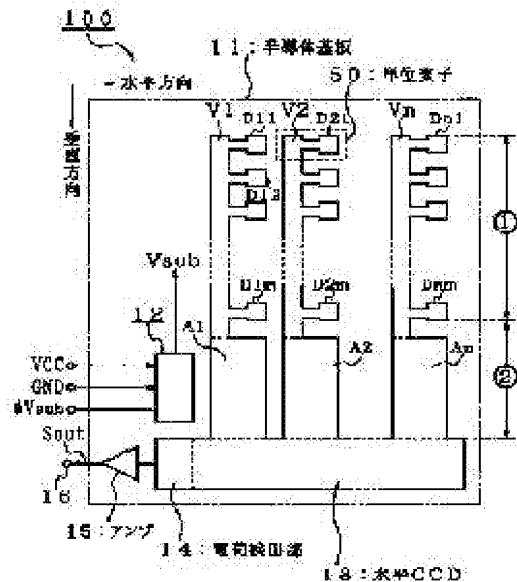 100
11:半導体基板
50:単位素子
→水平方向
垂直方向
V1
D11
V2
D21
Vn
Dn1
D12
①
Vsub
D1m
D2m
Dnm
12
A1
A2
An
②
VCC
GND
φVsub
Sout
16
15:アンプ
14:電荷検出部
13:水平CCD